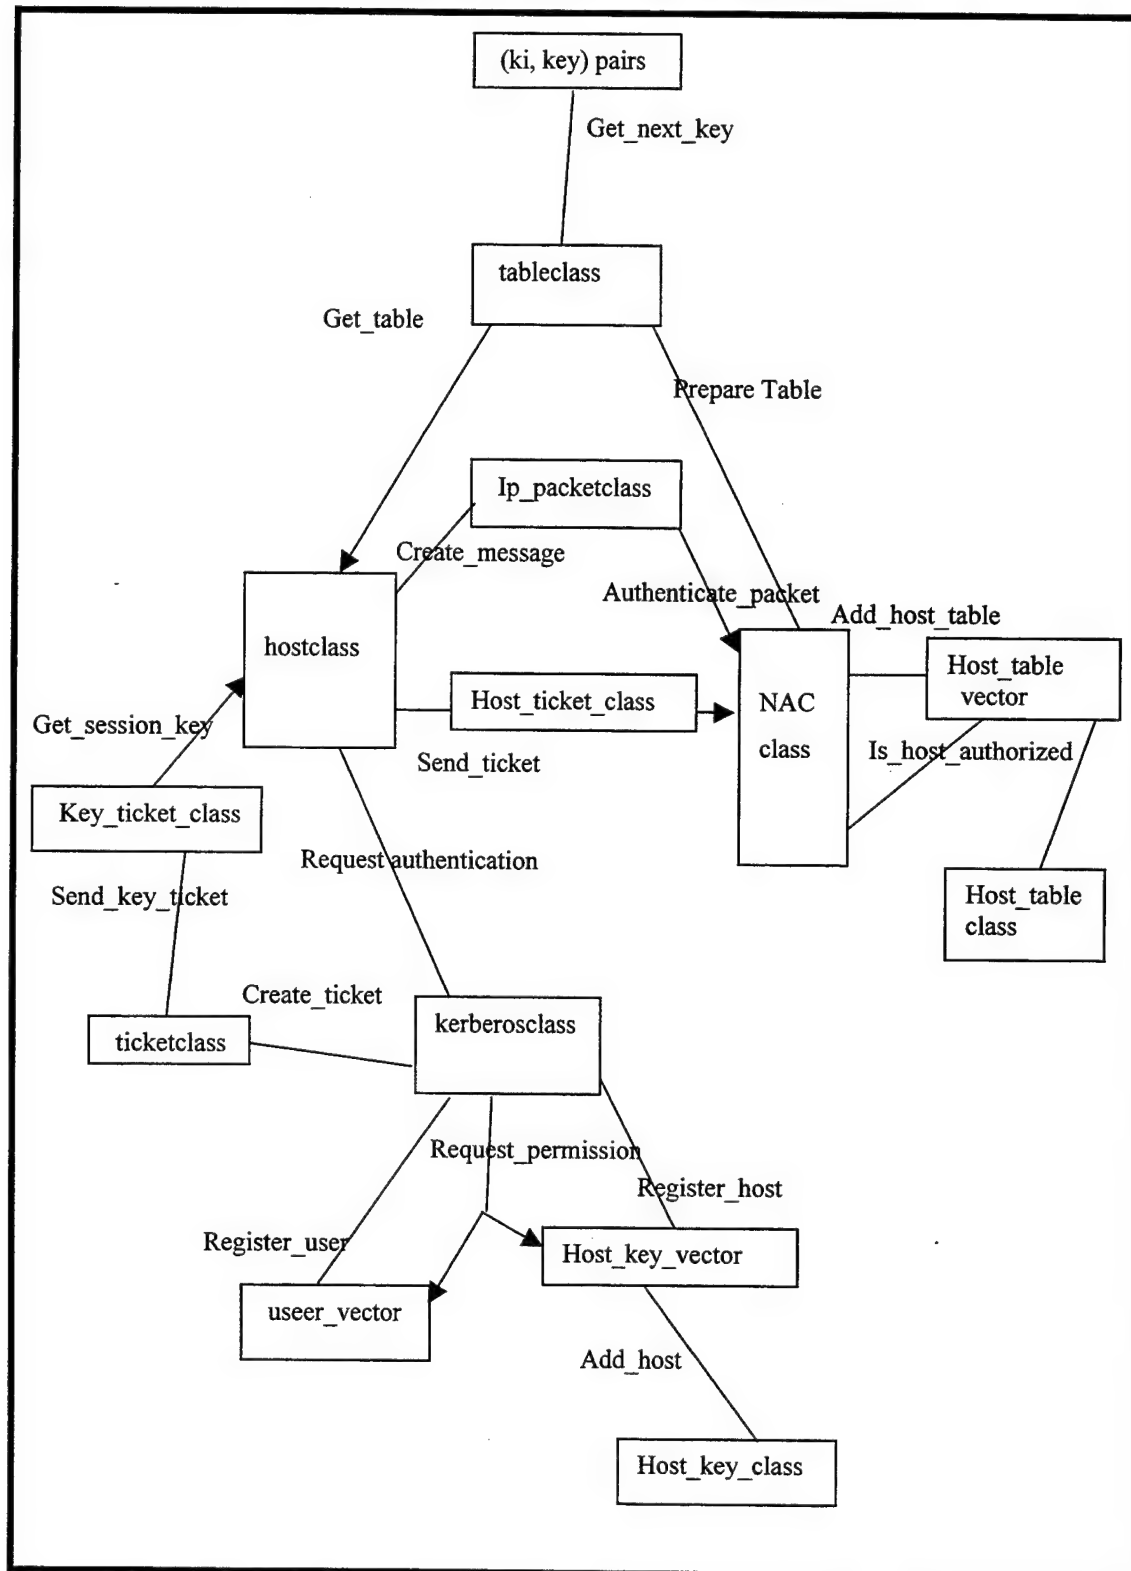 (ki, key) pairs
Get_next_key
tableclass
Get_table
Prepare Table
Ip_packetclass
Create_message
Authenticate_packet
Add_host_table
hostclass
Host_table
vector
Host_ticket_class
NAC
class
Get_session_key
Send_ticket
Is_host_authorized
Key_ticket_class
Request authentication
Send_key_ticket
Host_table
class
Create_ticket
kerberosclass
ticketclass
Request_permission
Register_host
Register_user
Host_key_vector
useer_vector
Add_host
Host_key_class